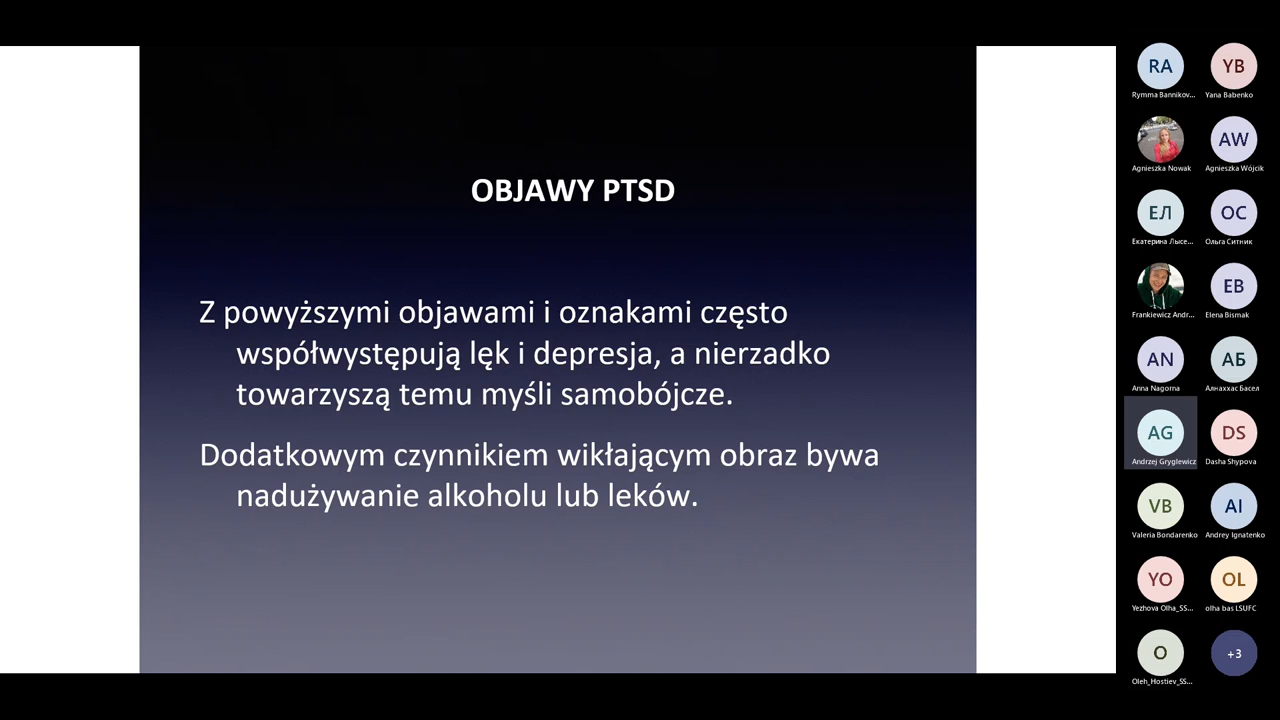 OBJAWY PTSD
Z powyższymi objawami i oznakami często
współwystępują lęk i depresja, a nierzadko
towarzyszą temu myśli samobójcze.
Dodatkowym czynnikiem wikłającym obraz bywa
nadużywanie alkoholu lub leków.
RA
Rymma Bannikov...
YB
Yana Babenko
Agnieszka Nowak
AW
Agnieszka Wójcik
ЕЛ
Екатерина Лысе...
ОС
Ольга Ситник
Frankiewicz Andr...
EB
Elena Bismak
AN
Anna Nagorna
АБ
Алнаххас Басел
AG
Andrzej Gryglewicz
DS
Dasha Shypova
VB
Valeria Bondarenko
AI
Andrey Ignatenko
YO
Yezhova Olha_SS...
OL
olha bas LSUFC
O
Oleh_Hostiev_SS...
+3